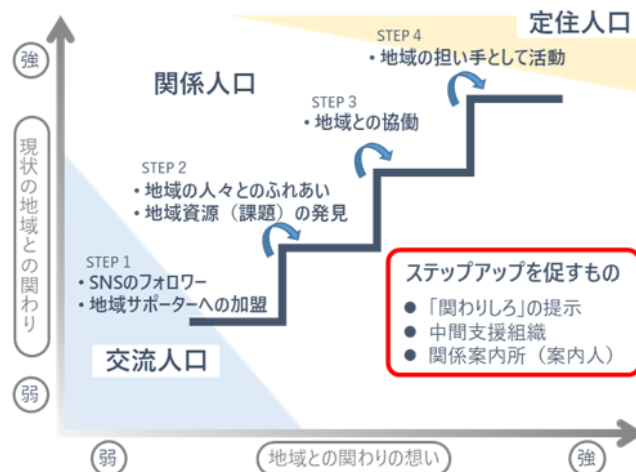 定住人口
STEP 4
・地域の担い手として活動
強
関係人口
STEP 3
・地域との協働
現状の地域との関わり
STEP 2
・地域の人々とのふれあい
・地域資源（課題）の発見
STEP 1
・SNSのフォロワー
・地域サポーターへの加盟
ステップアップを促すもの
● 「関わりしろ」の提示
● 中間支援組織
● 関係案内所（案内人）
交流人口
弱
弱
地域との関わりの想い
強